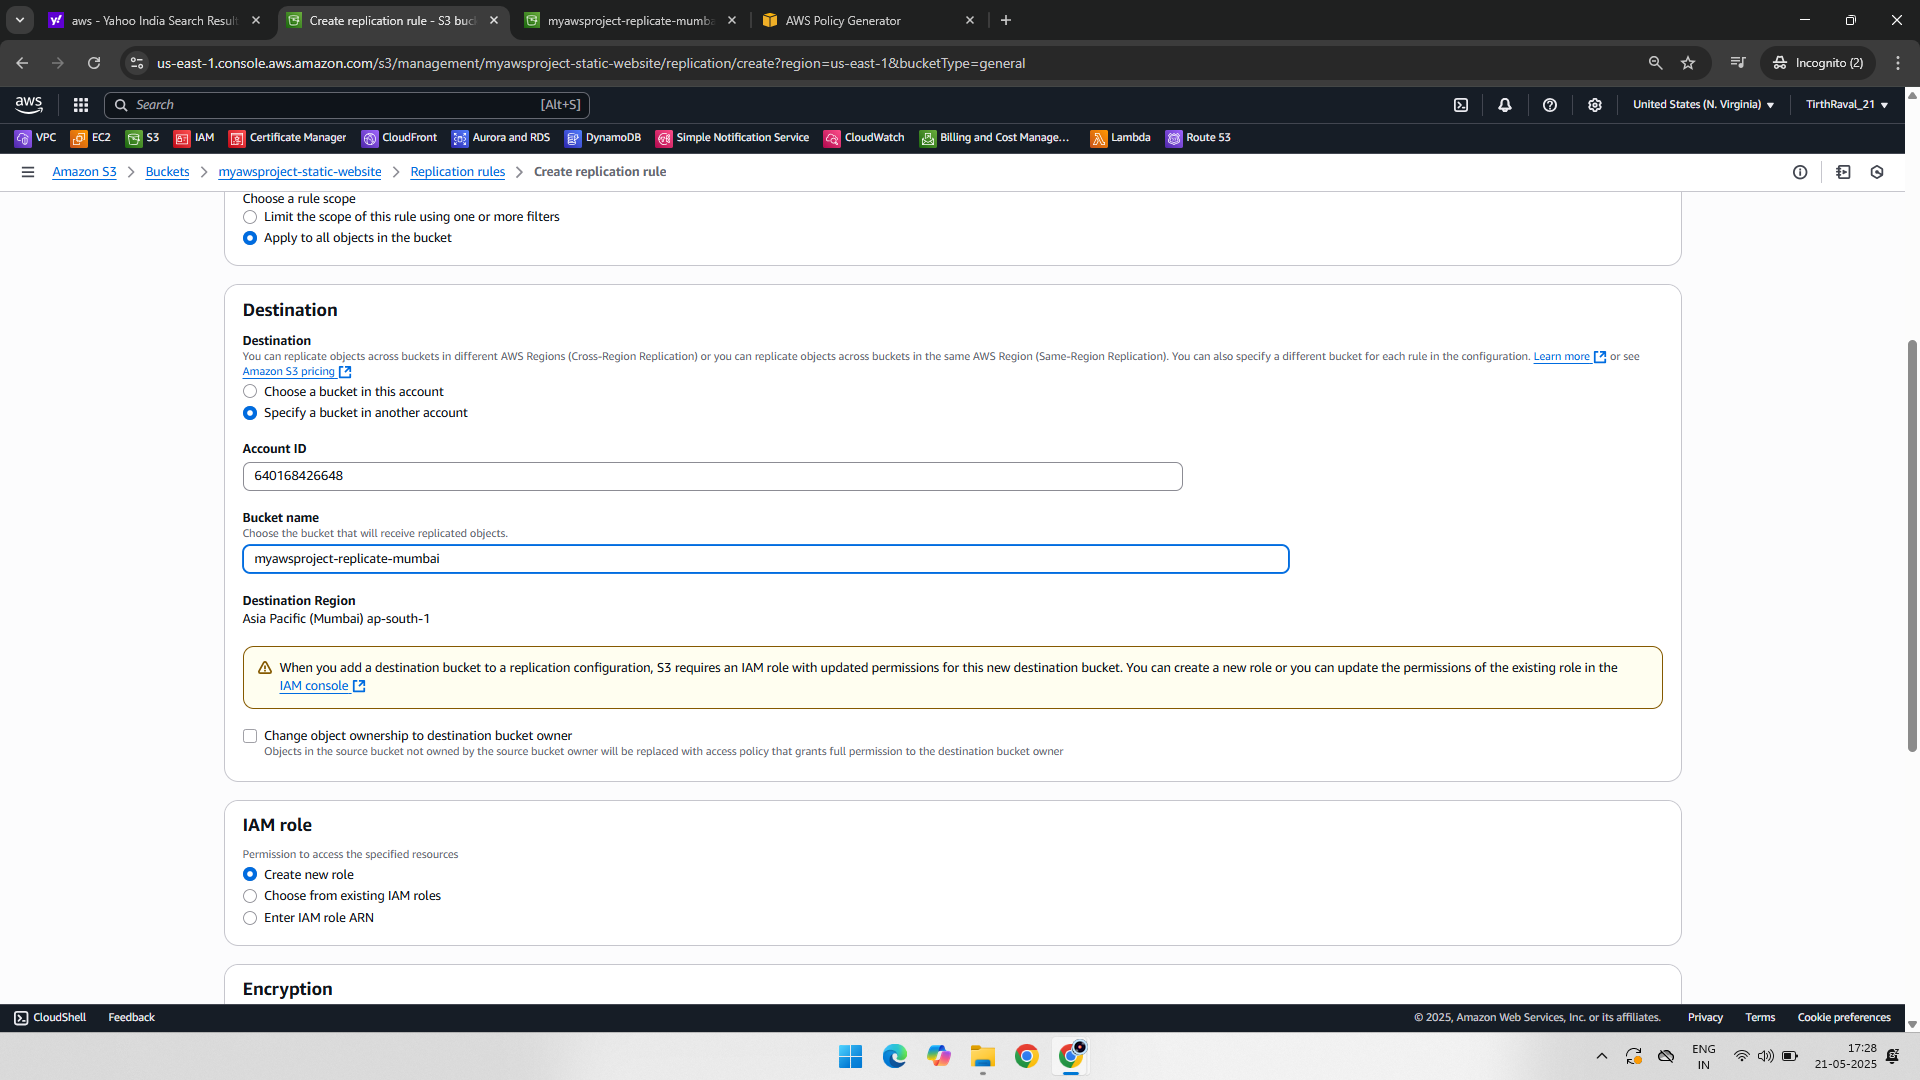 aws - Yahoo India Search Result
Create replication rule - S3 buc
myawsproject-replicate-mumba
AWS Policy Generator
us-east-1.console.aws.amazon.com/s3/management/myawsproject-static-website/replication/create?region=us-east-1&bucketType=general
Incognito (2)
aws
Search
[Alt+S]
United States (N. Virginia)
TirthRaval_21
VPC
EC2
S3
IAM
Certificate Manager
CloudFront
Aurora and RDS
DynamoDB
Simple Notification Service
CloudWatch
Billing and Cost Manage...
Lambda
Route 53
Amazon S3
Buckets
myawsproject-static-website
Replication rules
Create replication rule
Choose a rule scope
Limit the scope of this rule using one or more filters
Apply to all objects in the bucket
Destination
Destination
You can replicate objects across buckets in different AWS Regions (Cross-Region Replication) or you can replicate objects across buckets in the same AWS Region (Same-Region Replication). You can also specify a different bucket for each rule in the configuration. Learn more or see
Amazon S3 pricing
Choose a bucket in this account
Specify a bucket in another account
Account ID
640168426648
Bucket name
Choose the bucket that will receive replicated objects.
myawsproject-replicate-mumbai
Destination Region
Asia Pacific (Mumbai) ap-south-1
When you add a destination bucket to a replication configuration, S3 requires an IAM role with updated permissions for this new destination bucket. You can create a new role or you can update the permissions of the existing role in the
IAM console
Change object ownership to destination bucket owner
Objects in the source bucket not owned by the source bucket owner will be replaced with access policy that grants full permission to the destination bucket owner
IAM role
Permission to access the specified resources
Create new role
Choose from existing IAM roles
Enter IAM role ARN
Encryption
CloudShell
Feedback
© 2025, Amazon Web Services, Inc. or its affiliates.
Privacy
Terms
Cookie preferences
ENG
IN
17:28
21-05-2025